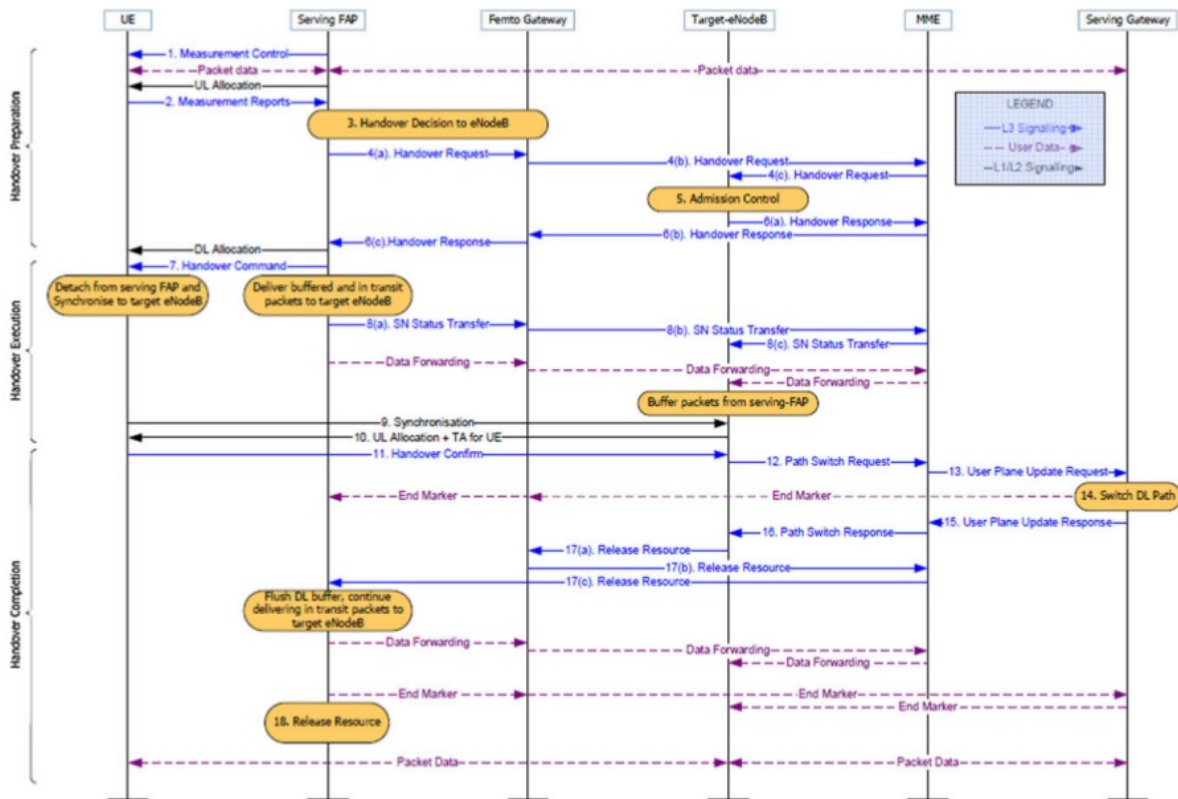 UE
Serving FAP
Femto Gateway
Target-eNodeB
MME
Serving Gateway
Handover Preparation
1. Measurement Control
Packet data
Packet data
UL Allocation
2. Measurement Reports
3. Handover Decision to eNodeB
LEGEND
L3 Signalling
User Data
L1/L2 Signalling
4(a). Handover Request
4(b). Handover Request
4(c). Handover Request
5. Admission Control
6(a). Handover Response
6(b). Handover Response
6(c).Handover Response
DL Allocation
Handover Execution
7. Handover Command
Detach from serving FAP and
Synchronise to target eNodeB
Deliver buffered and in transit
packets to target eNodeB
8(a). SN Status Transfer
8(b). SN Status Transfer
8(c). SN Status Transfer
Data Forwarding
Data Forwarding
Data Forwarding
Buffer packets from serving-FAP
9. Synchronisation
10. UL Allocation + TA for UE
Handover Completion
11. Handover Confirm
12. Path Switch Request
13. User Plane Update Request
End Marker
End Marker
14. Switch DL Path
15. User Plane Update Response
16. Path Switch Response
17(a). Release Resource
17(b). Release Resource
17(c). Release Resource
Flush DL buffer, continue
delivering in transit packets to
target eNodeB
Data Forwarding
Data Forwarding
Data Forwarding
End Marker
End Marker
End Marker
18. Release Resource
Packet Data
Packet Data